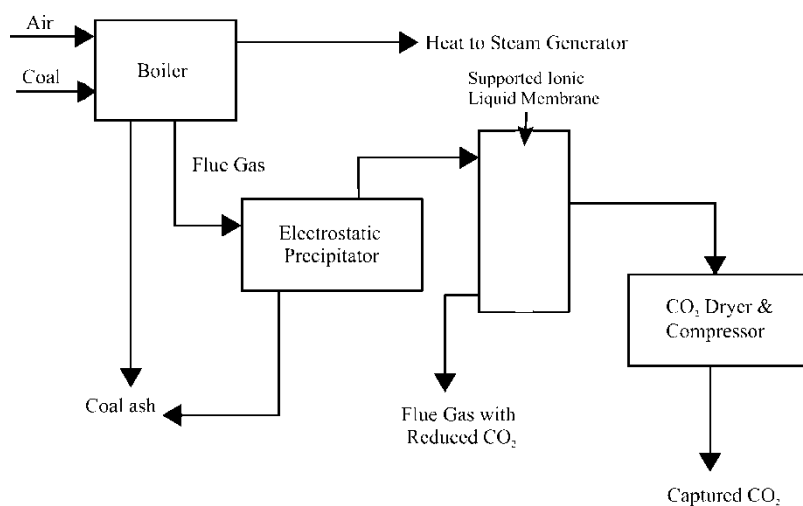 Air
Coal
Boiler
Heat to Steam Generator
Supported Ionic
Liquid Membrane
Flue Gas
Electrostatic
Precipitator
CO₂ Dryer &
Compressor
Coal ash
Flue Gas with
Reduced CO₂
Captured CO₂